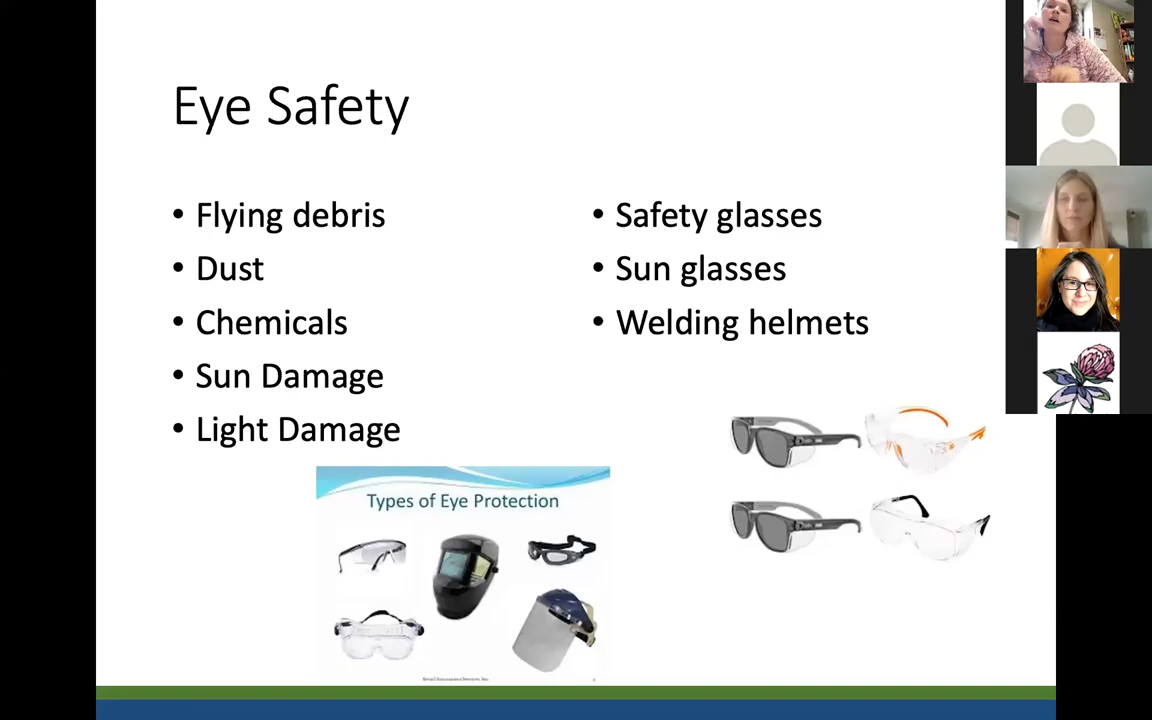 Eye Safety
• Flying debris
• Dust
• Chemicals
• Sun Damage
• Light Damage
• Safety glasses
• Sun glasses
• Welding helmets
Types of Eye Protection